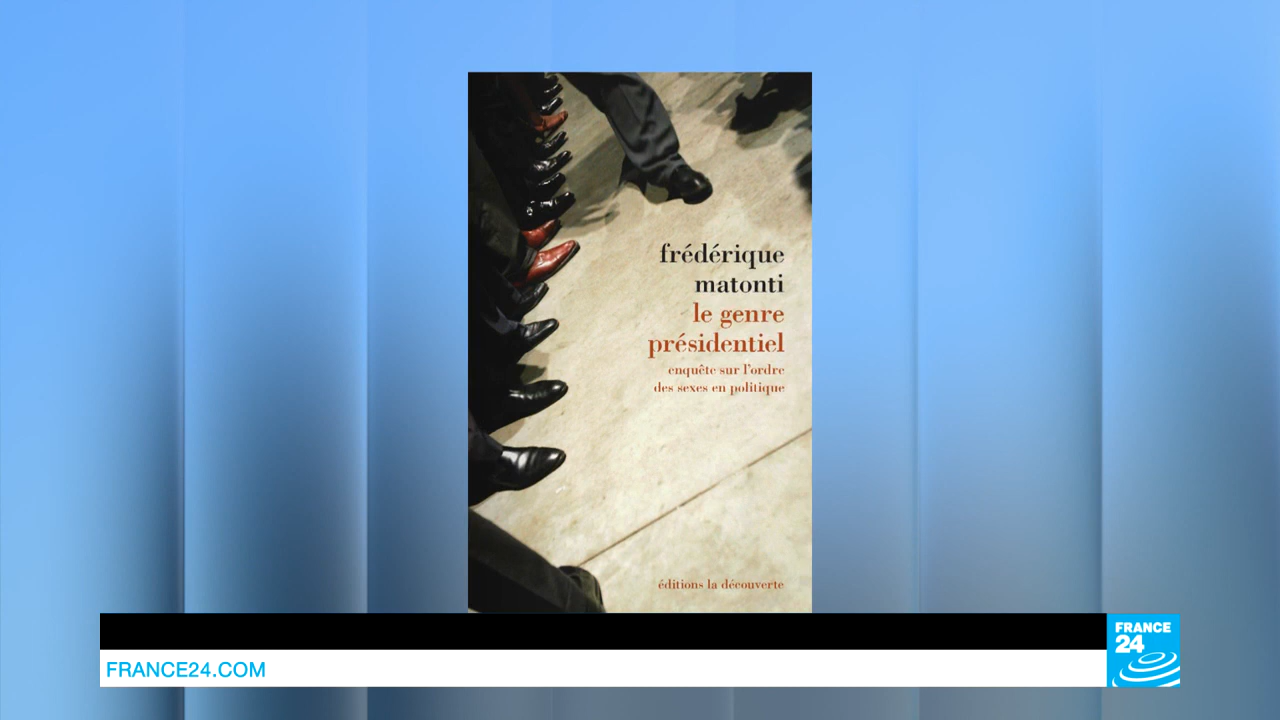 frédérique
matonti
le genre
présidentiel
enquête sur l'ordre
des sexes en politique
éditions la découverte
FRANCE
24
FRANCE24.COM